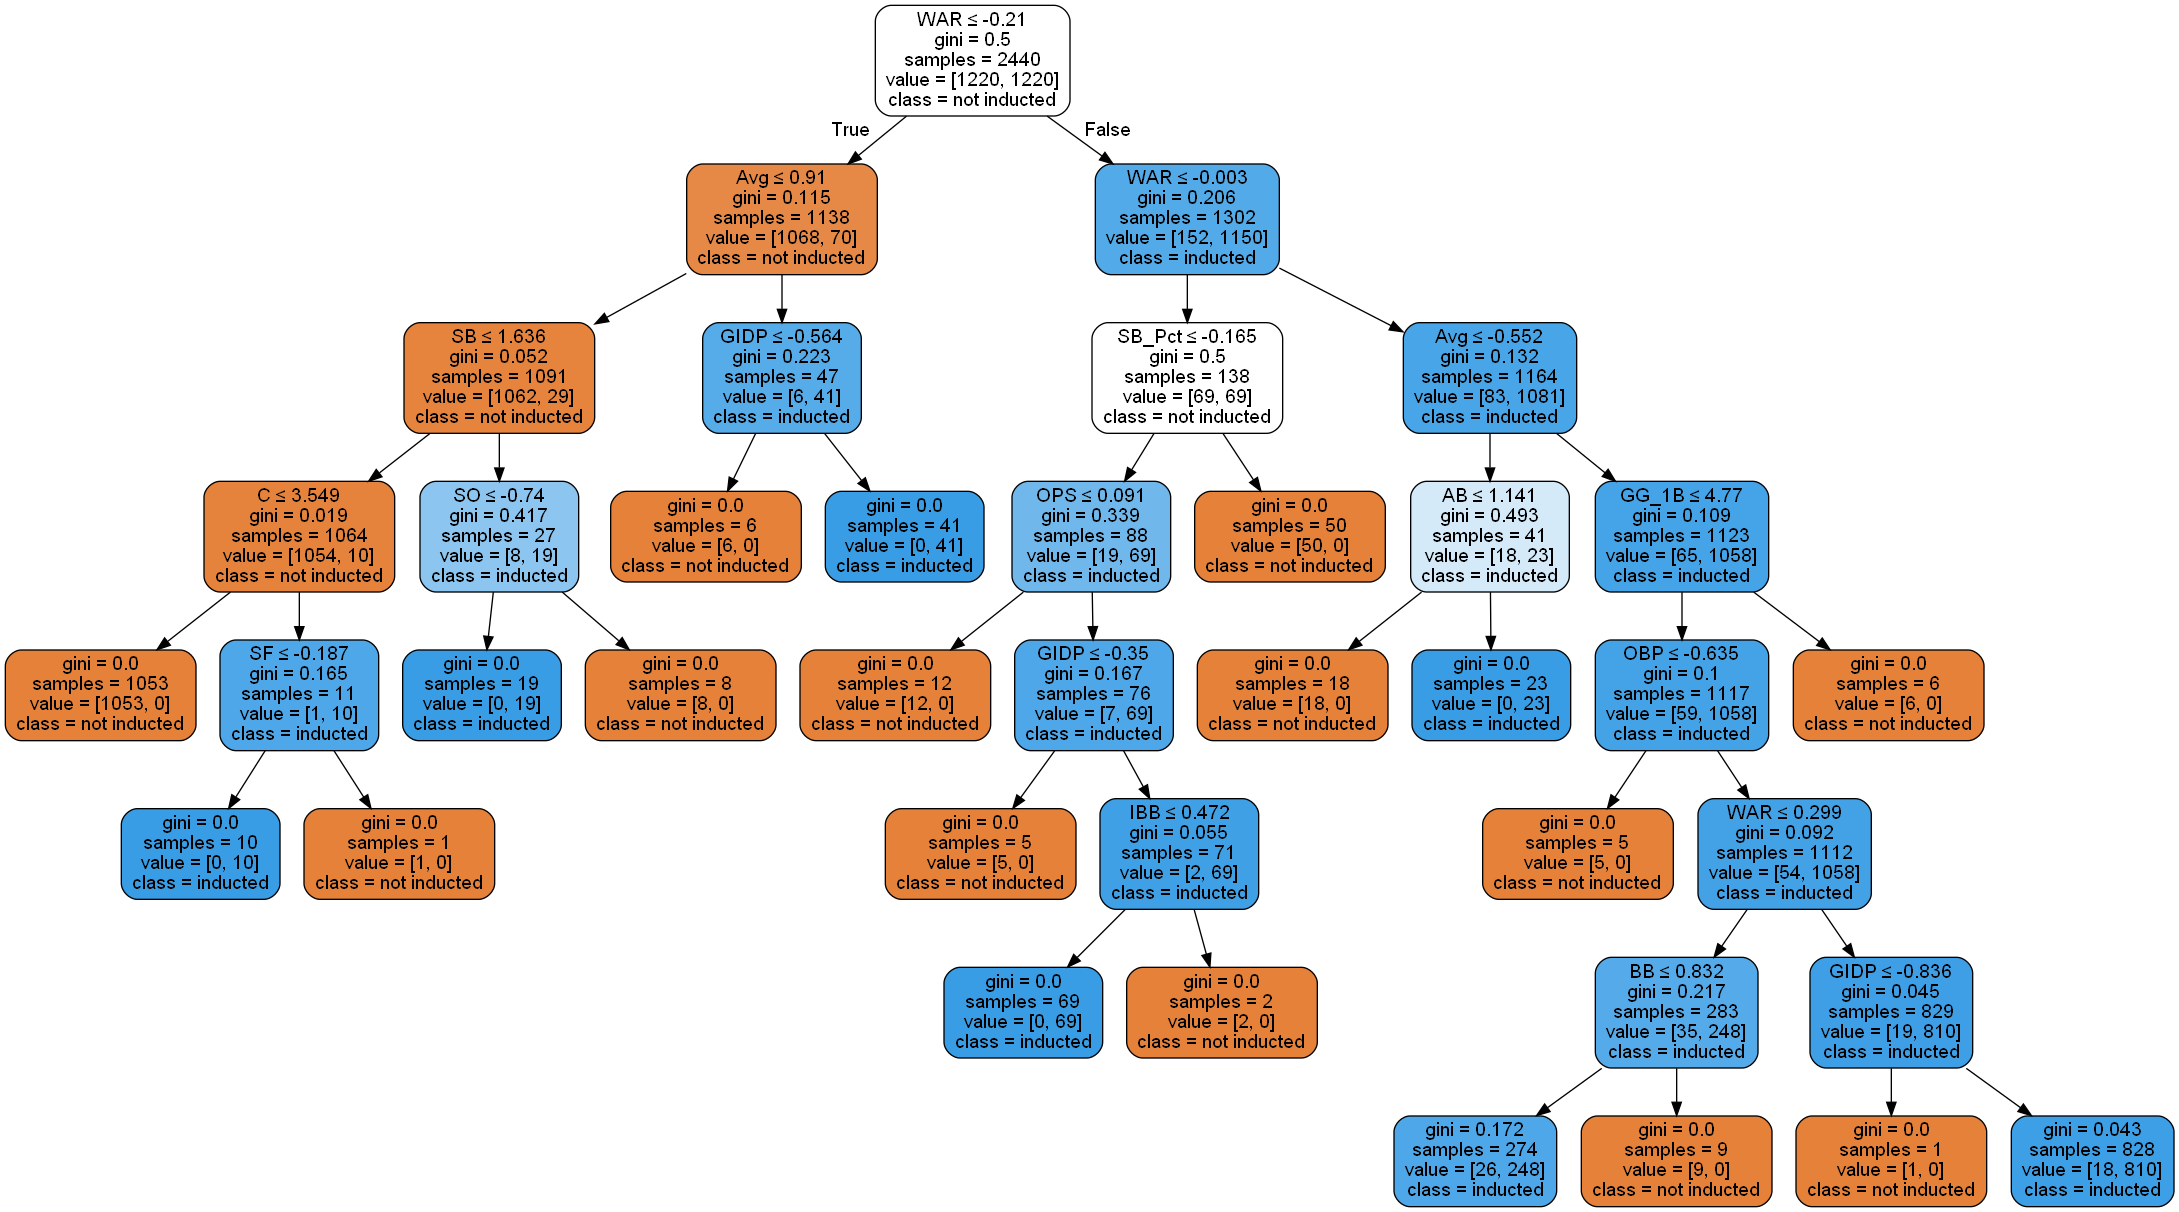 WAR ≤ -0.21
gini = 0.5
samples = 2440
value = [1220, 1220]
class = not inducted
True
False
Avg ≤ 0.91
gini = 0.115
samples = 1138
value = [1068, 70]
class = not inducted
WAR ≤ -0.003
gini = 0.206
samples = 1302
value = [152, 1150]
class = inducted
SB ≤ 1.636
gini = 0.052
samples = 1091
value = [1062, 29]
class = not inducted
GIDP ≤ -0.564
gini = 0.223
samples = 47
value = [6, 41]
class = inducted
SB_Pct ≤ -0.165
gini = 0.5
samples = 138
value = [69, 69]
class = not inducted
Avg ≤ -0.552
gini = 0.132
samples = 1164
value = [83, 1081]
class = inducted
C ≤ 3.549
gini = 0.019
samples = 1064
value = [1054, 10]
class = not inducted
SO ≤ -0.74
gini = 0.417
samples = 27
value = [8, 19]
class = inducted
gini = 0.0
samples = 6
value = [6, 0]
class = not inducted
gini = 0.0
samples = 41
value = [0, 41]
class = inducted
OPS ≤ 0.091
gini = 0.339
samples = 88
value = [19, 69]
class = inducted
gini = 0.0
samples = 50
value = [50, 0]
class = not inducted
AB ≤ 1.141
gini = 0.493
samples = 41
value = [18, 23]
class = inducted
GG_1B ≤ 4.77
gini = 0.109
samples = 1123
value = [65, 1058]
class = inducted
gini = 0.0
samples = 1053
value = [1053, 0]
class = not inducted
SF ≤ -0.187
gini = 0.165
samples = 11
value = [1, 10]
class = inducted
gini = 0.0
samples = 19
value = [0, 19]
class = inducted
gini = 0.0
samples = 8
value = [8, 0]
class = not inducted
gini = 0.0
samples = 12
value = [12, 0]
class = not inducted
GIDP ≤ -0.35
gini = 0.167
samples = 76
value = [7, 69]
class = inducted
gini = 0.0
samples = 18
value = [18, 0]
class = not inducted
gini = 0.0
samples = 23
value = [0, 23]
class = inducted
OBP ≤ -0.635
gini = 0.1
samples = 1117
value = [59, 1058]
class = inducted
gini = 0.0
samples = 6
value = [6, 0]
class = not inducted
gini = 0.0
samples = 10
value = [0, 10]
class = inducted
gini = 0.0
samples = 1
value = [1, 0]
class = not inducted
gini = 0.0
samples = 5
value = [5, 0]
class = not inducted
IBB ≤ 0.472
gini = 0.055
samples = 71
value = [2, 69]
class = inducted
gini = 0.0
samples = 5
value = [5, 0]
class = not inducted
WAR ≤ 0.299
gini = 0.092
samples = 1112
value = [54, 1058]
class = inducted
gini = 0.0
samples = 69
value = [0, 69]
class = inducted
gini = 0.0
samples = 2
value = [2, 0]
class = not inducted
BB ≤ 0.832
gini = 0.217
samples = 283
value = [35, 248]
class = inducted
GIDP ≤ -0.836
gini = 0.045
samples = 829
value = [19, 810]
class = inducted
gini = 0.172
samples = 274
value = [26, 248]
class = inducted
gini = 0.0
samples = 9
value = [9, 0]
class = not inducted
gini = 0.0
samples = 1
value = [1, 0]
class = not inducted
gini = 0.043
samples = 828
value = [18, 810]
class = inducted